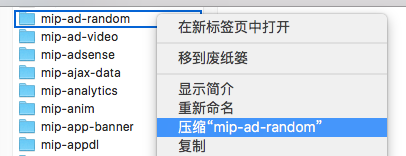 mip-ad-random
mip-ad-video
mip-adsense
mip-ajax-data
mip-analytics
mip-anim
mip-app-banner
mip-appdl
在新标签页中打开
移到废纸篓
显示简介
重新命名
压缩“mip-ad-random”
复制